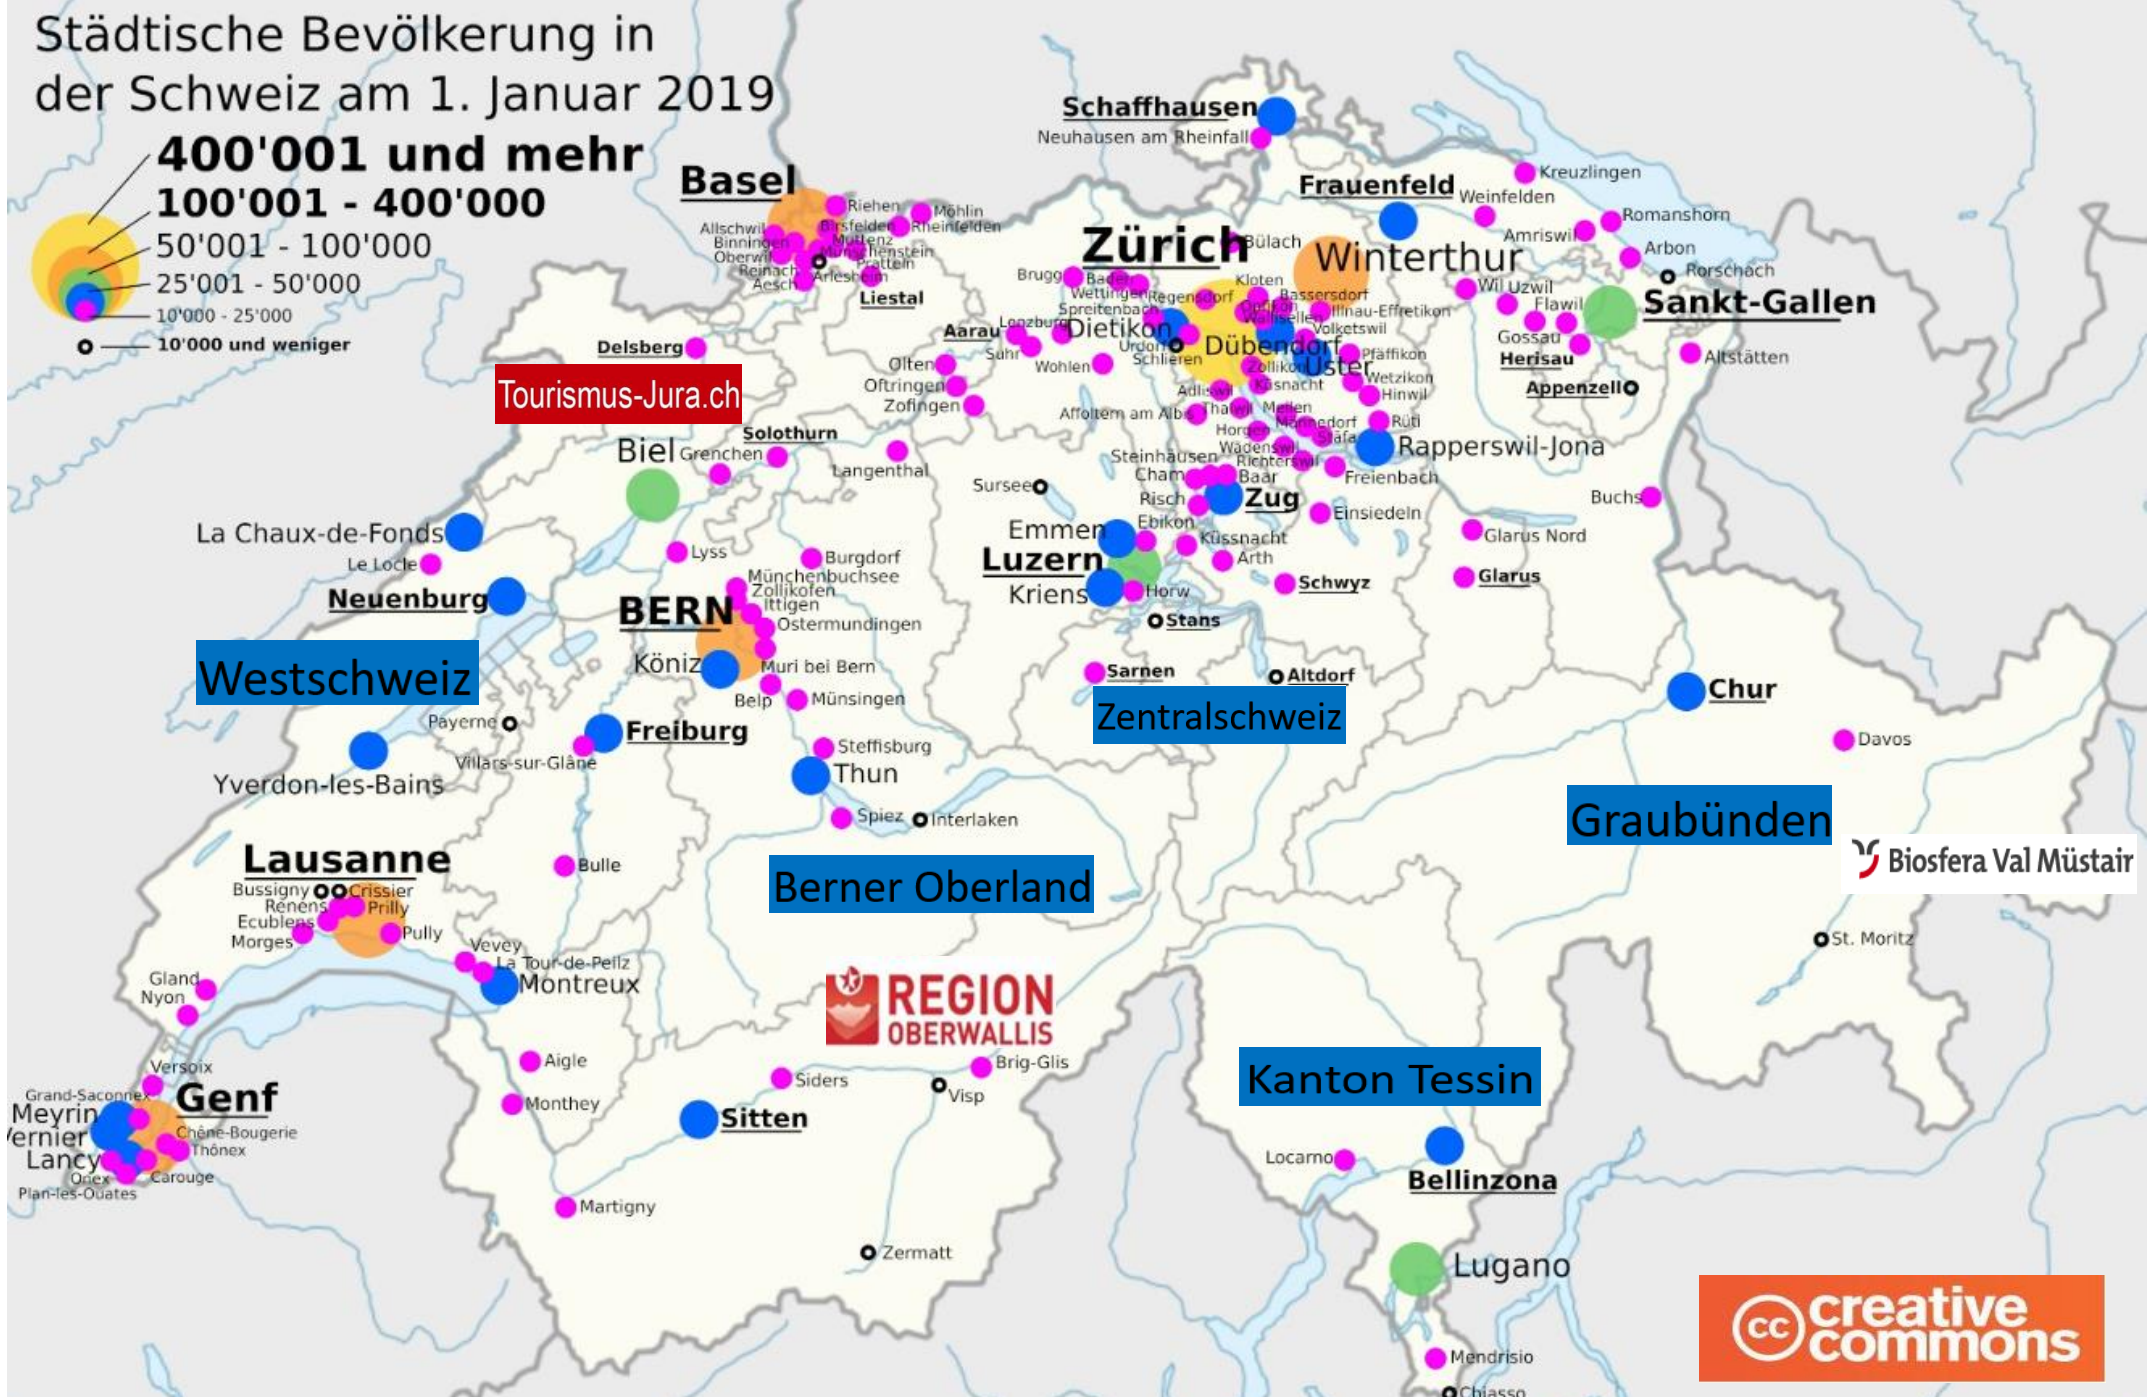 Städtische Bevölkerung in
der Schweiz am 1. Januar 2019
400'001 und mehr
100'001 - 400'000
50'001 - 100'000
25'001 - 50'000
10'000 - 25'000
10'000 und weniger
Schaffhausen
Neuhausen am Rheinfall
Basel
Riehen
Möhlin
Allschwil
Birsfelden
Rheinfelden
Binningen
Muttenz
Oberwil
Münchenstein
Reinach
Pratteln
Aesch
Arlesheim
Liestal
Kreuzlingen
Frauenfeld
Weinfelden
Romanshorn
Amriswil
Arbon
Rorschach
Zürich
Bülach
Winterthur
Brugg
Baden
Wettingen
Regensdorf
Kloten
Bassersdorf
Opfikon
Wallisellen
Illnau-Effretikon
Volketswil
Spreitenbach
Dietikon
Urdorf
Schlieren
Dübendorf
Uster
Pfäffikon
Wetzikon
Hinwil
Zollikon
Küsnacht
Wil
Uzwil
Flawil
Gossau
Herisau
Sankt-Gallen
Appenzell
Altstätten
Aarau
Lenzburg
Suhr
Wohlen
Olten
Oftringen
Zofingen
Adliswil
Affoltern am Albis
Thalwil
Meilen
Horgen
Männedorf
Stäfa
Rüti
Wädenswil
Richterswil
Rapperswil-Jona
Freienbach
Delsberg
Tourismus-Jura.ch
Solothurn
Biel
Grenchen
Langenthal
Sursee
Steinhausen
Cham
Baar
Risch
Zug
Einsiedeln
Buchs
Glarus Nord
Glarus
La Chaux-de-Fonds
Le Locle
Neuenburg
Lyss
Burgdorf
Münchenbuchsee
Zollikofen
Ittigen
Ostermundigen
BERN
Köniz
Muri bei Bern
Belp
Münsingen
Emmen
Ebikon
Luzern
Kriens
Horw
Küssnacht
Arth
Schwyz
Stans
Sarnen
Altdorf
Zentralschweiz
Westschweiz
Payerne
Freiburg
Villars-sur-Glâne
Yverdon-les-Bains
Steffisburg
Thun
Spiez
Interlaken
Chur
Davos
Graubünden
Biosfera Val Müstair
St. Moritz
Berner Oberland
Lausanne
Bussigny
Crissier
Renens
Prilly
Ecublens
Morges
Pully
Bulle
Vevey
La Tour-de-Peilz
Montreux
Gland
Nyon
REGION
OBERWALLIS
Versoix
Grand-Saconnex
Genf
Meyrin
Vernier
Chêne-Bougerie
Thônex
Lancy
Onex
Carouge
Plan-les-Ouates
Aigle
Monthey
Siders
Sitten
Brig-Glis
Visp
Martigny
Zermatt
Kanton Tessin
Locarno
Bellinzona
Lugano
Mendrisio
Chiasso
cc creative
commons